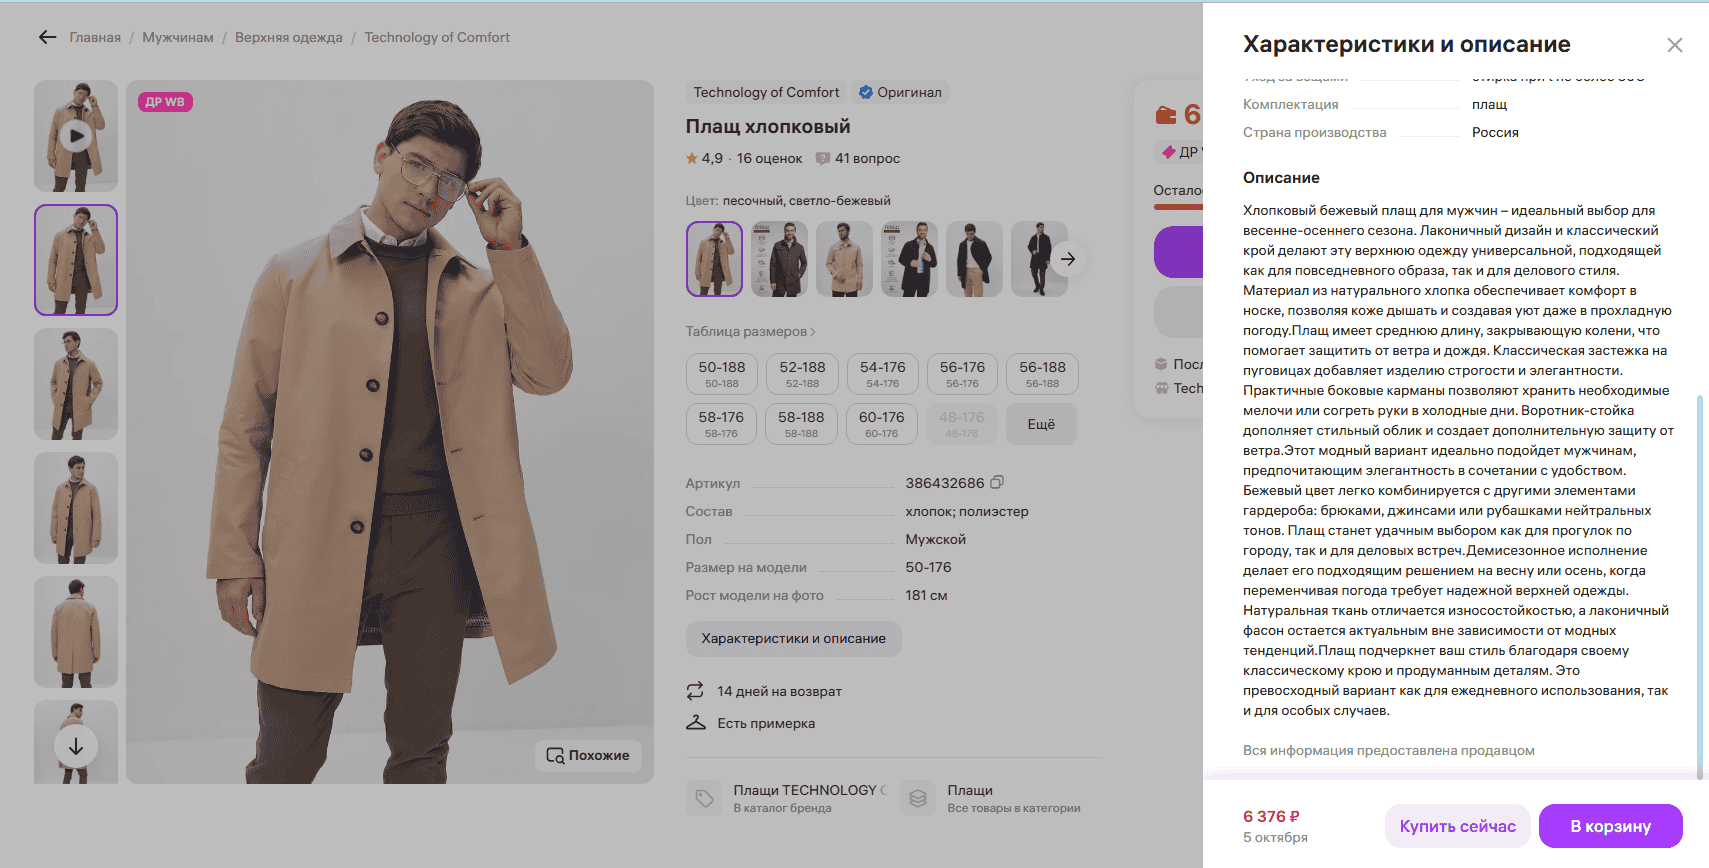 Главная / Мужчинам / Верхняя одежда / Technology of Comfort
ДР WB
Похожие
Technology of Comfort
Оригинал
Плащ хлопковый
4,9 · 16 оценок
41 вопрос
Цвет: песочный, светло-бежевый
Таблица размеров
50-188
50-188
52-188
52-188
54-176
54-176
56-176
56-176
56-188
56-188
58-176
58-176
58-188
58-188
60-176
60-176
48-176
48-176
Ещё
Артикул 386432686
Состав хлопок; полиэстер
Пол Мужской
Размер на модели 50-176
Рост модели на фото 181 см
Характеристики и описание
14 дней на возврат
Есть примерка
Плащи TECHNOLOGY
В каталог бренда
Плащи
Все товары в категории
6
ДР
Остало
Посл
Tech
Характеристики и описание
Уход за вещами стирка при t не более 30С
Комплектация плащ
Страна производства Россия
Описание
Хлопковый бежевый плащ для мужчин – идеальный выбор для
весенне-осеннего сезона. Лаконичный дизайн и классический
крой делают эту верхнюю одежду универсальной, подходящей
как для повседневного образа, так и для делового стиля.
Материал из натурального хлопка обеспечивает комфорт в
носке, позволяя коже дышать и создавая уют даже в прохладную
погоду.Плащ имеет среднюю длину, закрывающую колени, что
помогает защитить от ветра и дождя. Классическая застежка на
пуговицах добавляет изделию строгости и элегантности.
Практичные боковые карманы позволяют хранить необходимые
мелочи или согреть руки в холодные дни. Воротник-стойка
дополняет стильный облик и создает дополнительную защиту от
ветра.Этот модный вариант идеально подойдет мужчинам,
предпочитающим элегантность в сочетании с удобством.
Бежевый цвет легко комбинируется с другими элементами
гардероба: брюками, джинсами или рубашками нейтральных
тонов. Плащ станет удачным выбором как для прогулок по
городу, так и для деловых встреч.Демисезонное исполнение
делает его подходящим решением на весну или осень, когда
переменчивая погода требует надежной верхней одежды.
Натуральная ткань отличается износостойкостью, а лаконичный
фасон остается актуальным вне зависимости от модных
тенденций.Плащ подчеркнет ваш стиль благодаря своему
классическому крою и продуманным деталям. Это
превосходный вариант как для ежедневного использования, так
и для особых случаев.
Вся информация предоставлена продавцом
6 376 ₽
5 октября
Купить сейчас
В корзину